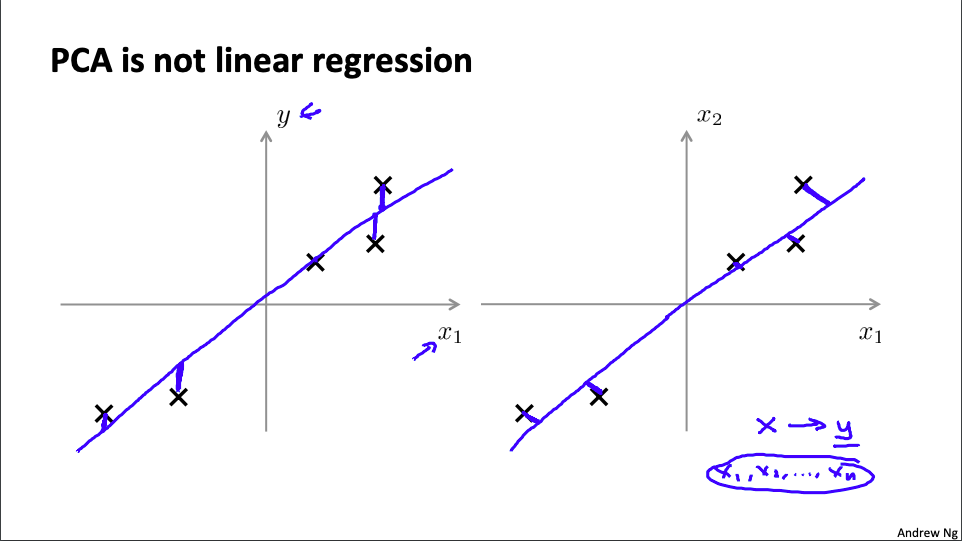 PCA is not linear regression
y
x₁
x₂
x₁
x → y
x₁, x₂, ..., xₙ
Andrew Ng